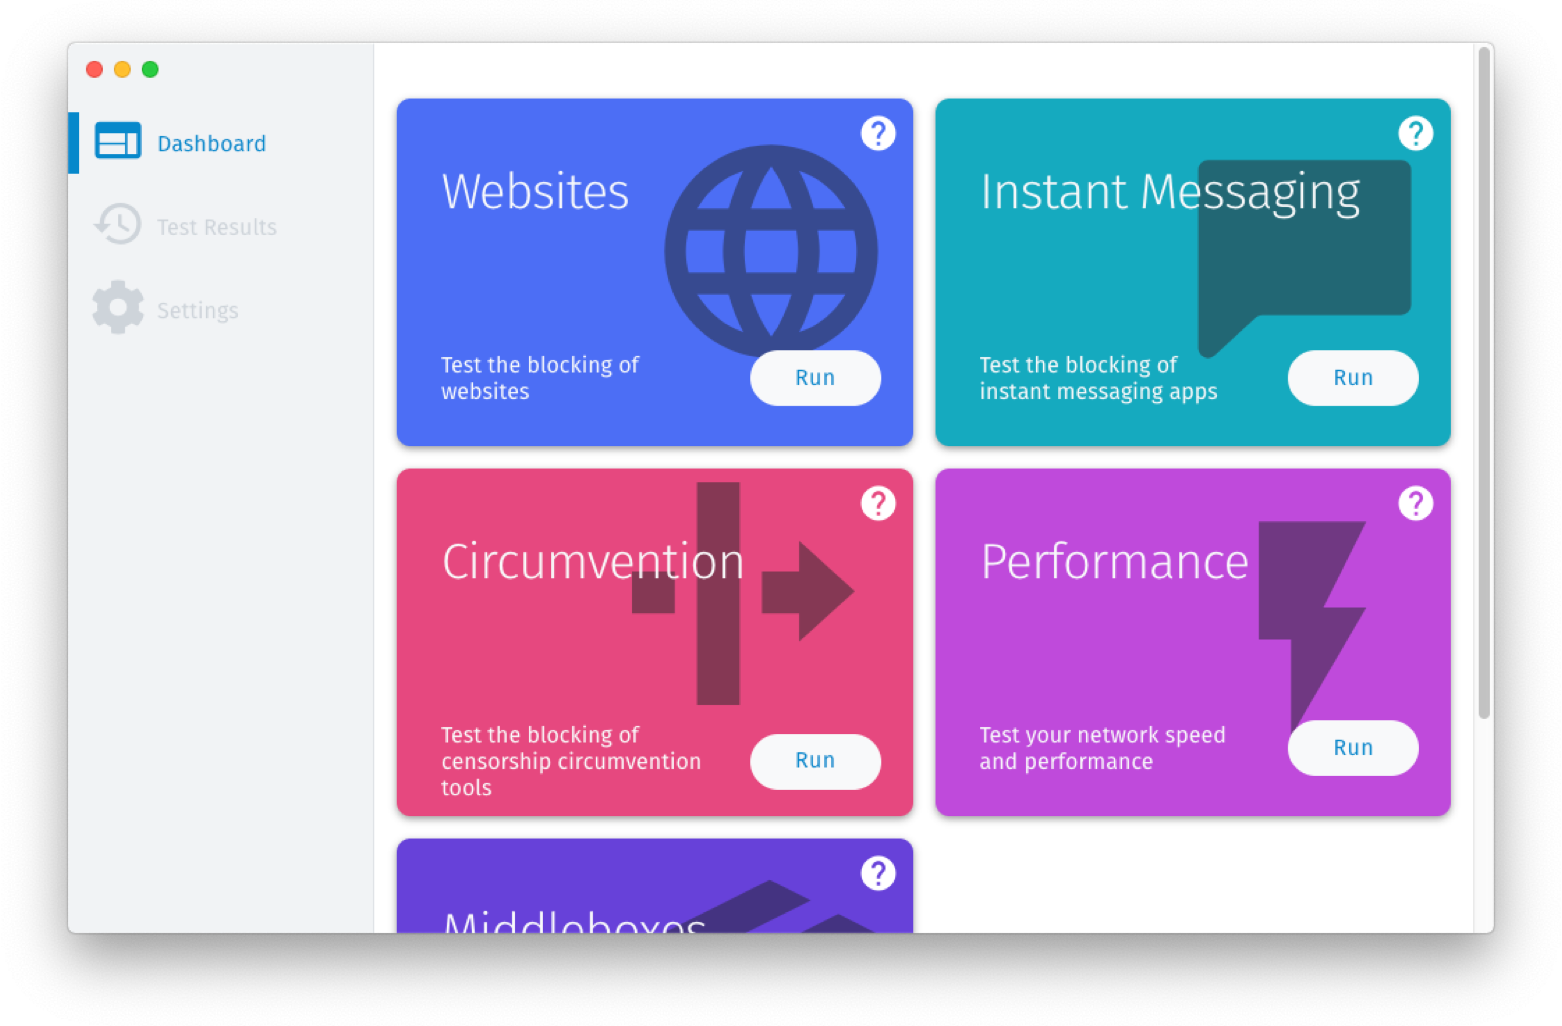 Dashboard
Test Results
Settings
?
Websites
Test the blocking of
websites
Run
?
Instant Messaging
Test the blocking of
instant messaging apps
Run
?
Circumvention
Test the blocking of
censorship circumvention
tools
Run
?
Performance
Test your network speed
and performance
Run
?
Middleboxes